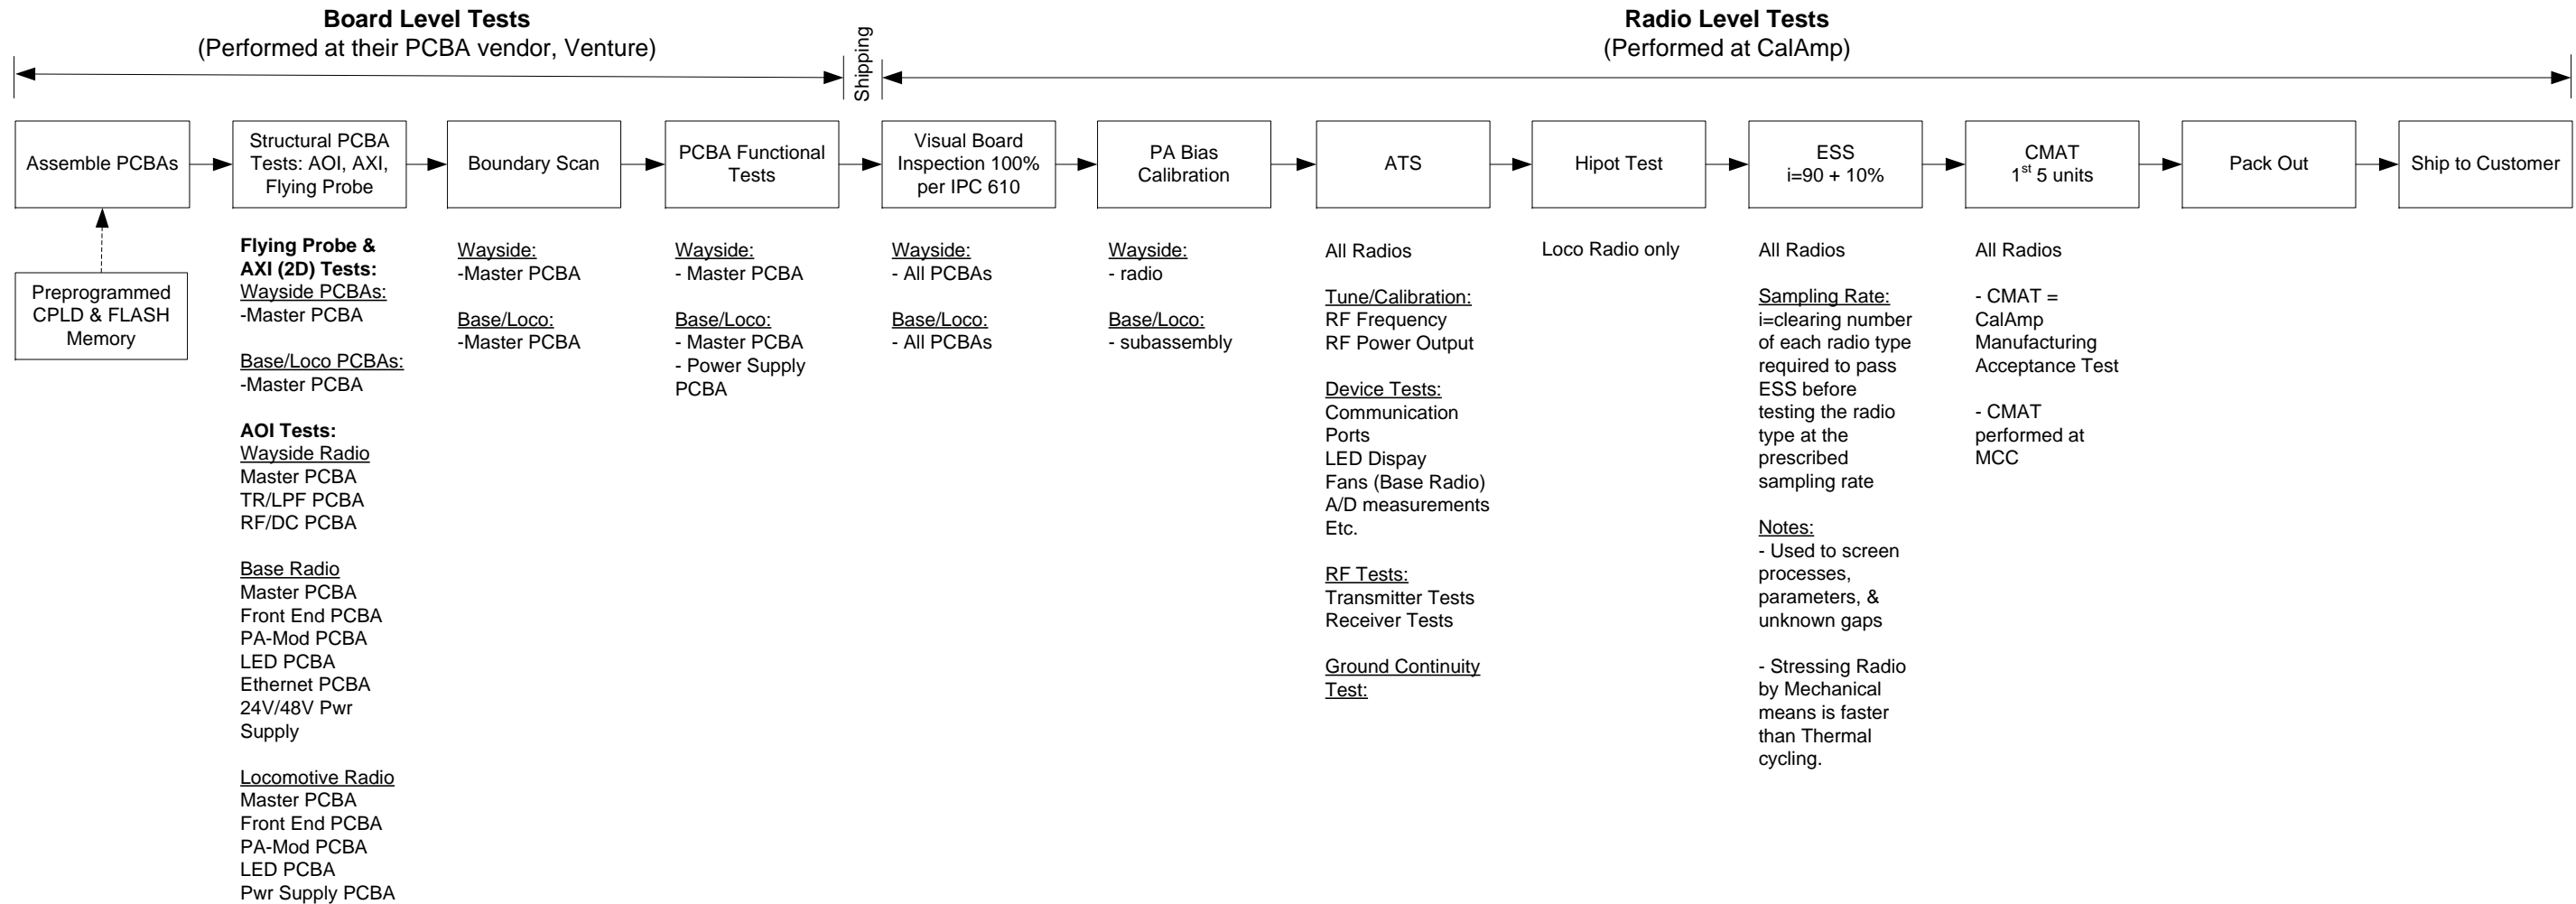 Board Level Tests
(Performed at their PCBA vendor, Venture)
Shipping
Radio Level Tests
(Performed at CalAmp)
Assemble PCBAs
Structural PCBA
Tests: AOI, AXI,
Flying Probe
Boundary Scan
PCBA Functional
Tests
Visual Board
Inspection 100%
per IPC 610
PA Bias
Calibration
ATS
Hipot Test
ESS
i=90 + 10%
CMAT
1st 5 units
Pack Out
Ship to Customer
Preprogrammed
CPLD & FLASH
Memory
Flying Probe &
AXI (2D) Tests:
Wayside PCBAs:
-Master PCBA
Base/Loco PCBAs:
-Master PCBA
AOI Tests:
Wayside Radio
Master PCBA
TR/LPF PCBA
RF/DC PCBA
Base Radio
Master PCBA
Front End PCBA
PA-Mod PCBA
LED PCBA
Ethernet PCBA
24V/48V Pwr
Supply
Locomotive Radio
Master PCBA
Front End PCBA
PA-Mod PCBA
LED PCBA
Pwr Supply PCBA
Wayside:
-Master PCBA
Base/Loco:
-Master PCBA
Wayside:
- Master PCBA
Base/Loco:
- Master PCBA
- Power Supply
PCBA
Wayside:
- All PCBAs
Base/Loco:
- All PCBAs
Wayside:
- radio
Base/Loco:
- subassembly
All Radios
Tune/Calibration:
RF Frequency
RF Power Output
Device Tests:
Communication
Ports
LED Dispay
Fans (Base Radio)
A/D measurements
Etc.
RF Tests:
Transmitter Tests
Receiver Tests
Ground Continuity
Test:
Loco Radio only
All Radios
Sampling Rate:
i=clearing number
of each radio type
required to pass
ESS before
testing the radio
type at the
prescribed
sampling rate
Notes:
- Used to screen
processes,
parameters, &
unknown gaps
- Stressing Radio
by Mechanical
means is faster
than Thermal
cycling.
All Radios
- CMAT =
CalAmp
Manufacturing
Acceptance Test
- CMAT
performed at
MCC